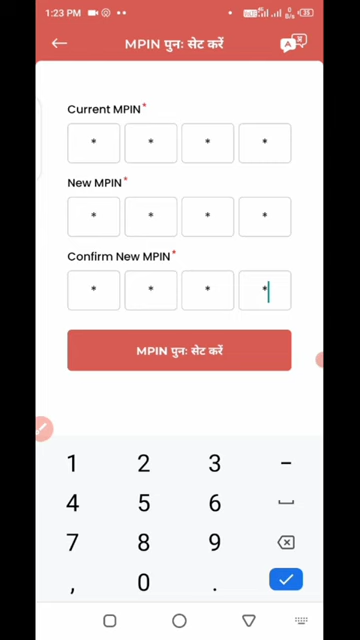 1:23 PM
MPIN पुनः सेट करें
Current MPIN*
* * * *
New MPIN*
* * * *
Confirm New MPIN*
* * * *
MPIN पुनः सेट करें
1 2 3 -
4 5 6
7 8 9
, 0 .